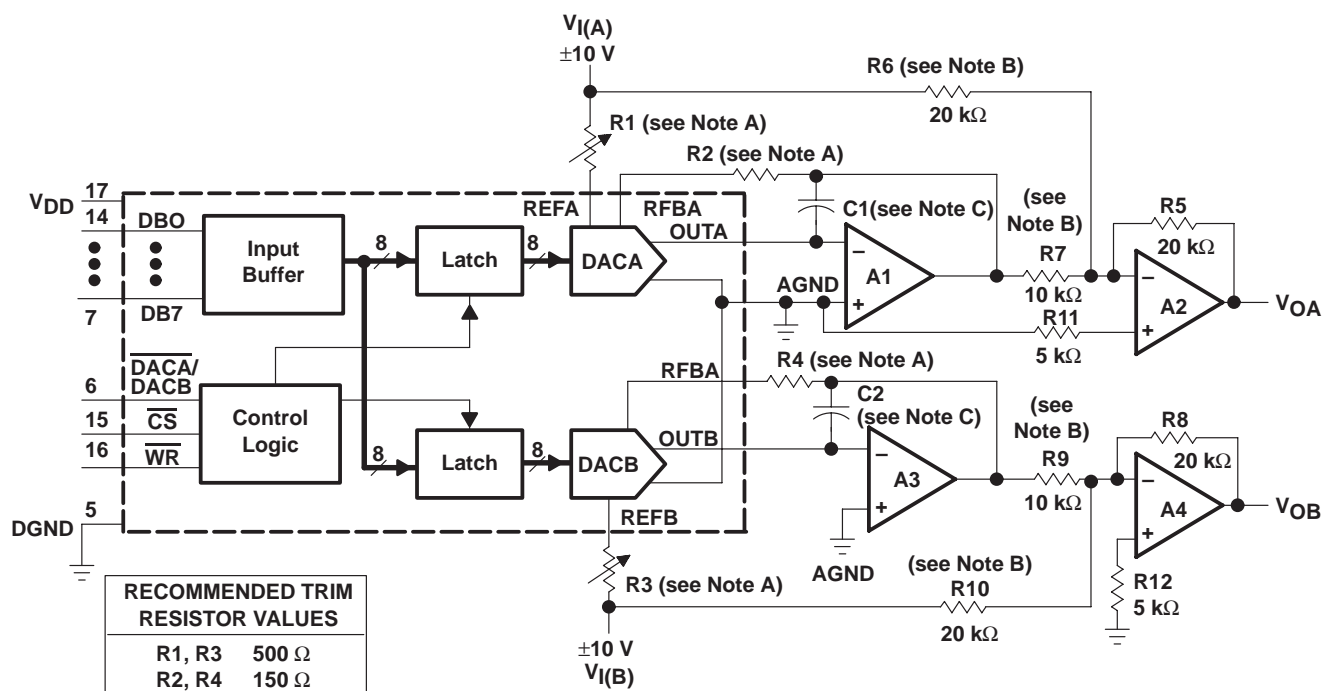 VI(A)
±10 V
R6 (see Note B)
20 kΩ
R1 (see Note A)
R2 (see Note A)
VDD
17
14
DBO
7
DB7
Input
Buffer
8
Latch
8
DACA
REFA
RFBA
OUTA
C1(see Note C)
AGND
−
+
A1
(see
Note B)
R7
10 kΩ
R11
5 kΩ
R5
20 kΩ
−
+
A2
VOA
6
DACA/
DACB
15
CS
16
WR
Control
Logic
5
DGND
8
Latch
8
DACB
RFBA
OUTB
REFB
R4 (see Note A)
C2
(see Note C)
−
+
A3
AGND
(see
Note B)
R9
10 kΩ
R8
20 kΩ
−
+
A4
VOB
R12
5 kΩ
(see Note B)
R10
20 kΩ
R3 (see Note A)
±10 V
VI(B)
RECOMMENDED TRIM
RESISTOR VALUES
R1, R3 500 Ω
R2, R4 150 Ω